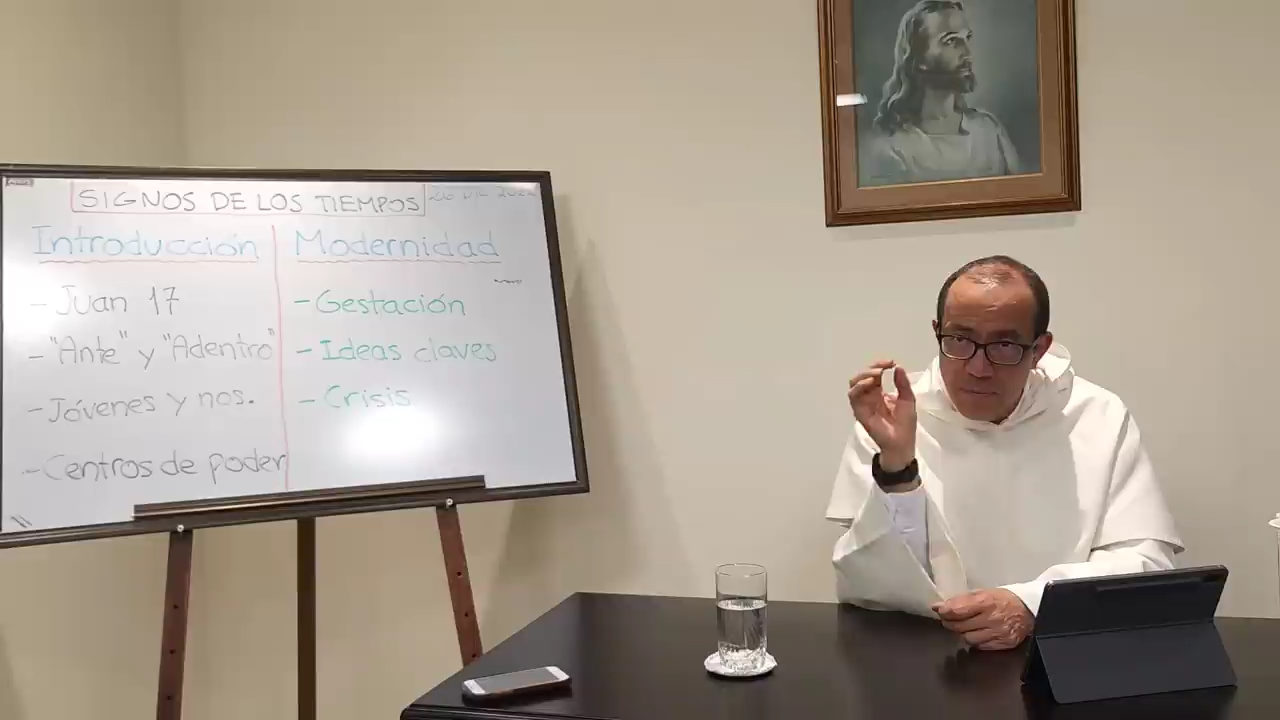 SIGNOS DE LOS TIEMPOS
Introducción
- Juan 17
- "Ante" y "Adentro"
- Jóvenes y nos.
- Centros de poder
Modernidad
- Gestación
- Ideas claves
- Crisis